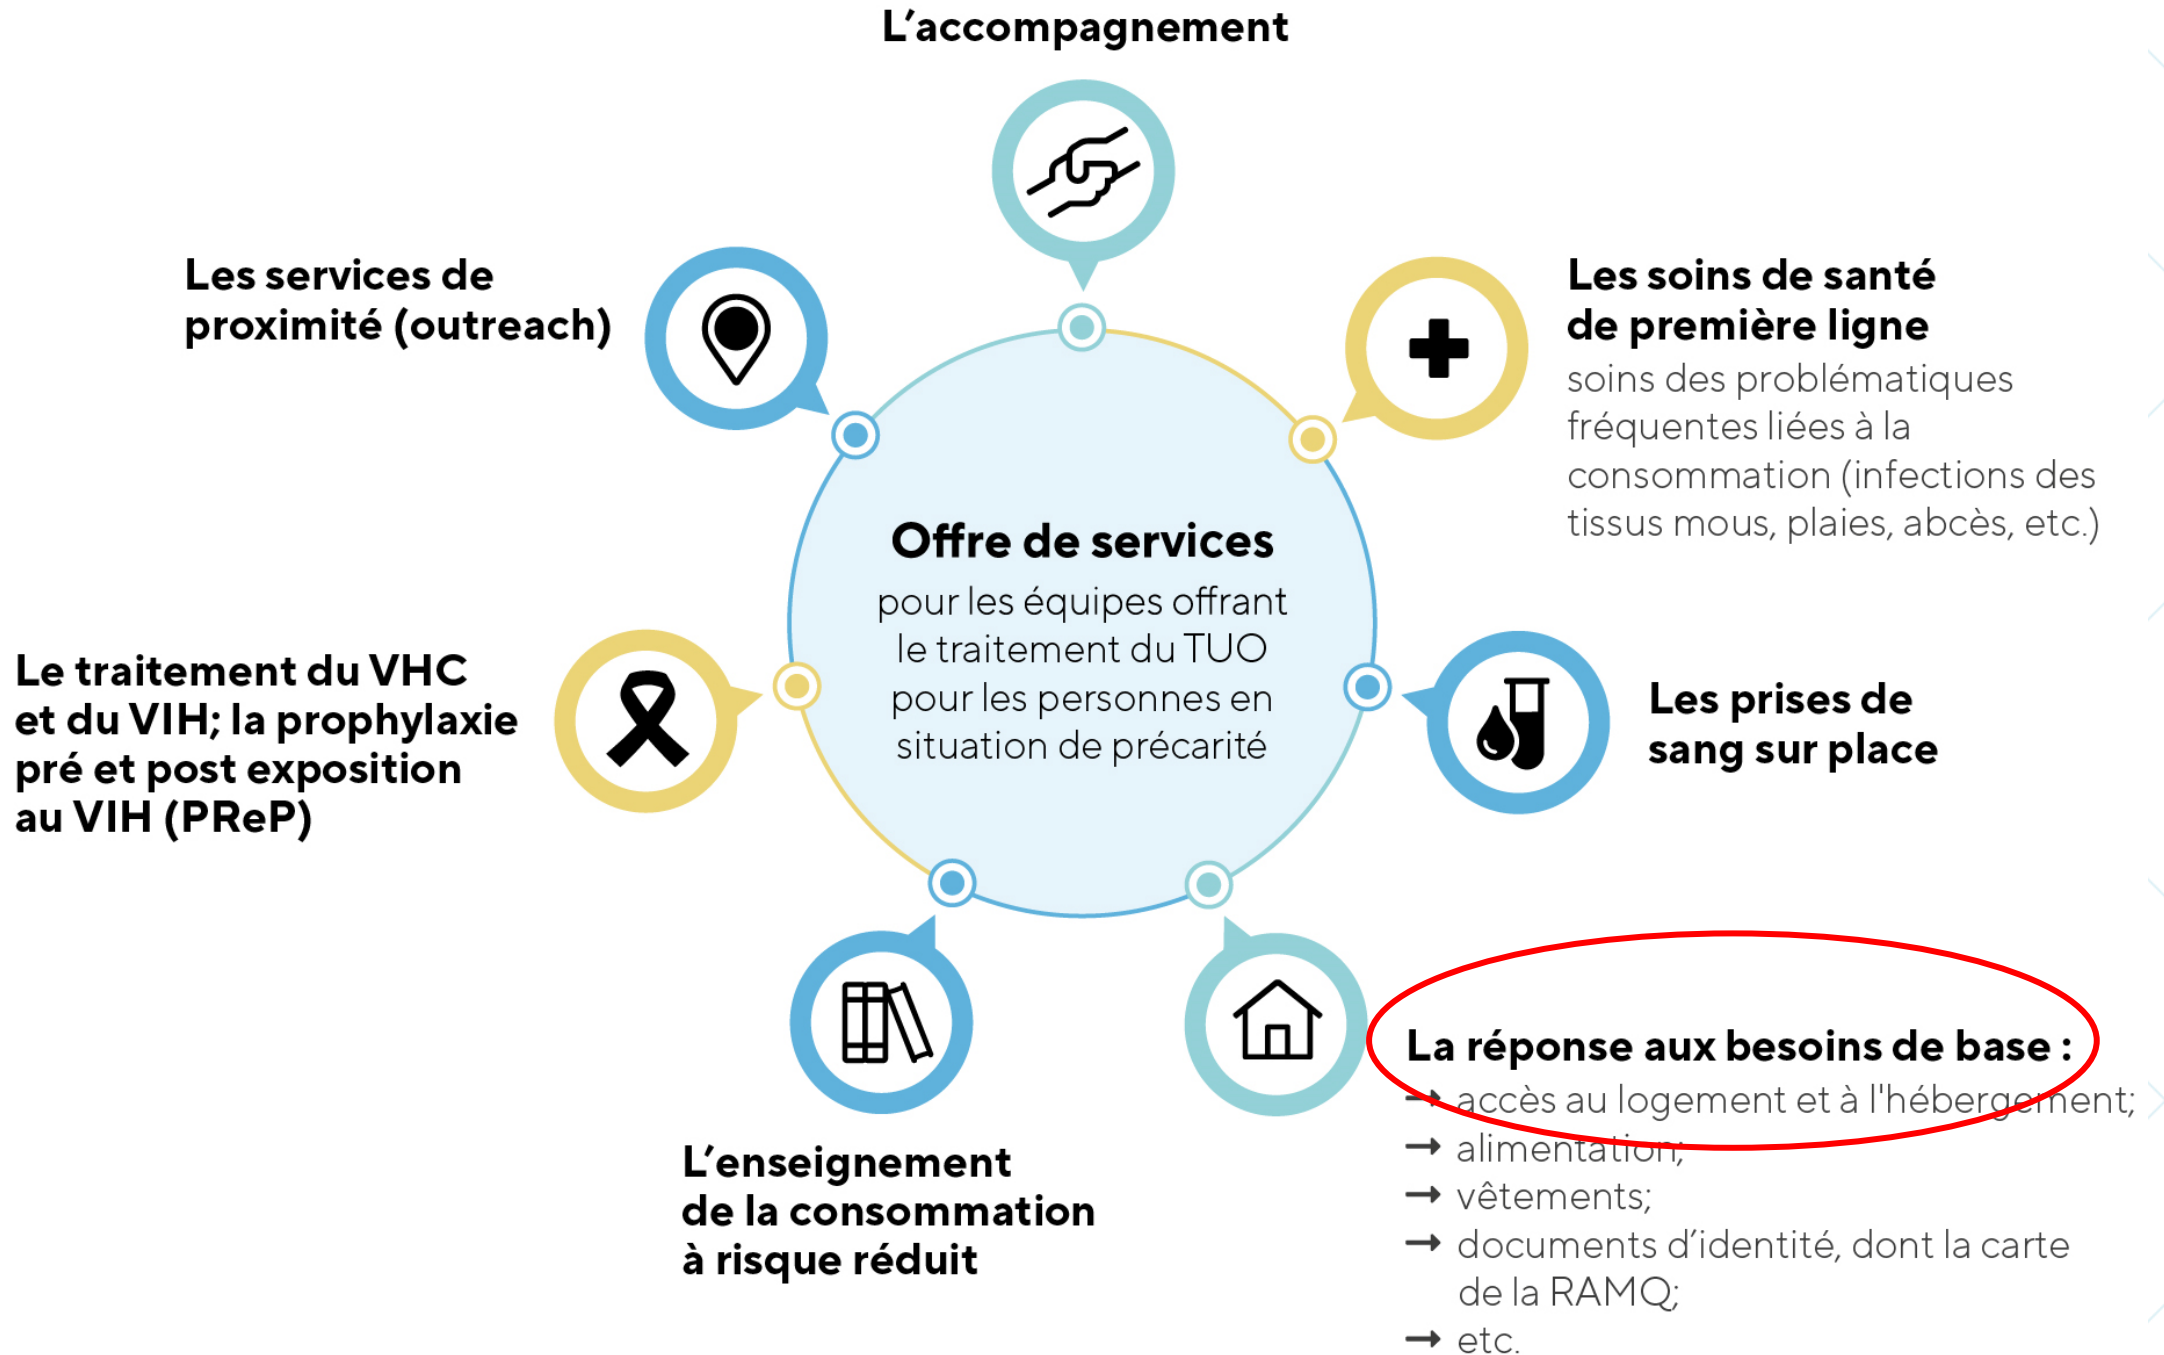 L'accompagnement
Les services de
proximité (outreach)
Les soins de santé
de première ligne
soins des problématiques
fréquentes liées à la
consommation (infections des
tissus mous, plaies, abcès, etc.)
Offre de services
pour les équipes offrant
le traitement du TUO
pour les personnes en
situation de précarité
Le traitement du VHC
et du VIH; la prophylaxie
pré et post exposition
au VIH (PReP)
Les prises de
sang sur place
L'enseignement
de la consommation
à risque réduit
La réponse aux besoins de base :
→ accès au logement et à l'hébergement;
→ alimentation;
→ vêtements;
→ documents d'identité, dont la carte
de la RAMQ;
→ etc.